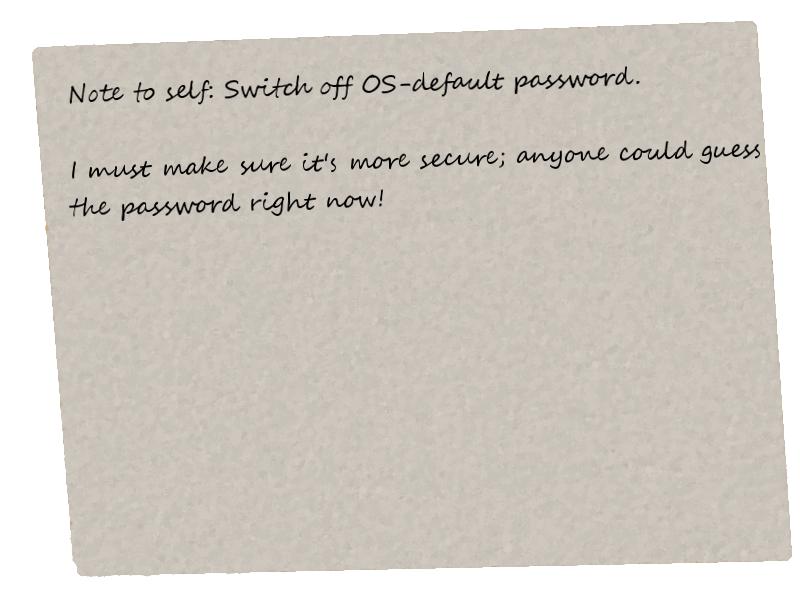 Note to self: Switch off OS-default password.
I must make sure it's more secure; anyone could guess
the password right now!